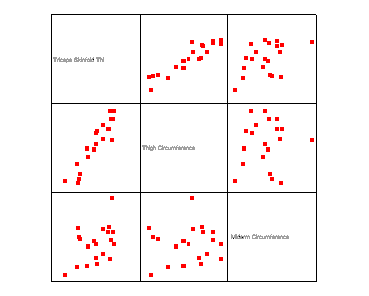 Triceps Skinfold Thi
Thigh Circumference
Midarm Circumference